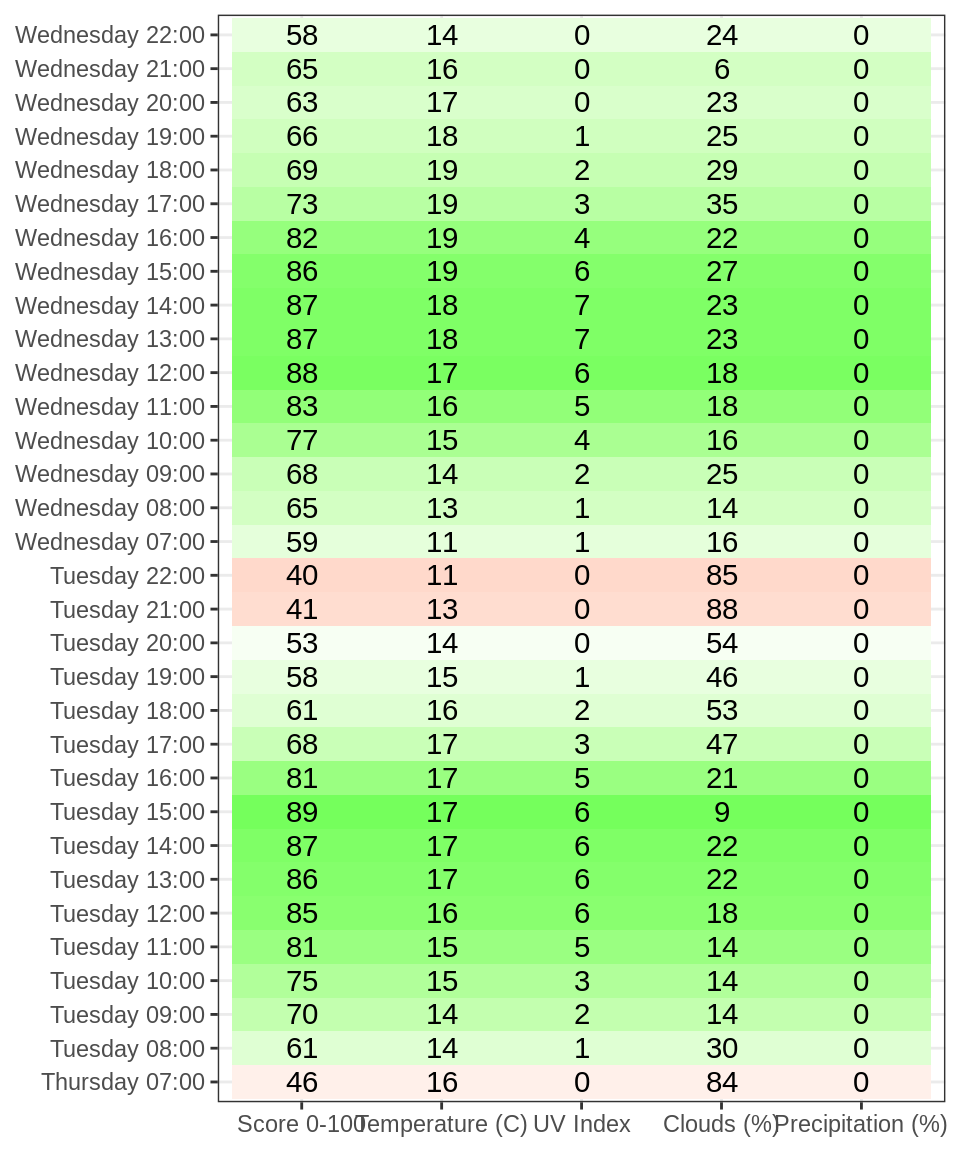 Wednesday 22:00 58 14 0 24 0
Wednesday 21:00 65 16 0 6 0
Wednesday 20:00 63 17 0 23 0
Wednesday 19:00 66 18 1 25 0
Wednesday 18:00 69 19 2 29 0
Wednesday 17:00 73 19 3 35 0
Wednesday 16:00 82 19 4 22 0
Wednesday 15:00 86 19 6 27 0
Wednesday 14:00 87 18 7 23 0
Wednesday 13:00 87 18 7 23 0
Wednesday 12:00 88 17 6 18 0
Wednesday 11:00 83 16 5 18 0
Wednesday 10:00 77 15 4 16 0
Wednesday 09:00 68 14 2 25 0
Wednesday 08:00 65 13 1 14 0
Wednesday 07:00 59 11 1 16 0
Tuesday 22:00 40 11 0 85 0
Tuesday 21:00 41 13 0 88 0
Tuesday 20:00 53 14 0 54 0
Tuesday 19:00 58 15 1 46 0
Tuesday 18:00 61 16 2 53 0
Tuesday 17:00 68 17 3 47 0
Tuesday 16:00 81 17 5 21 0
Tuesday 15:00 89 17 6 9 0
Tuesday 14:00 87 17 6 22 0
Tuesday 13:00 86 17 6 22 0
Tuesday 12:00 85 16 6 18 0
Tuesday 11:00 81 15 5 14 0
Tuesday 10:00 75 15 3 14 0
Tuesday 09:00 70 14 2 14 0
Tuesday 08:00 61 14 1 30 0
Thursday 07:00 46 16 0 84 0
Score 0-100 Temperature (C) UV Index Clouds (%) Precipitation (%)